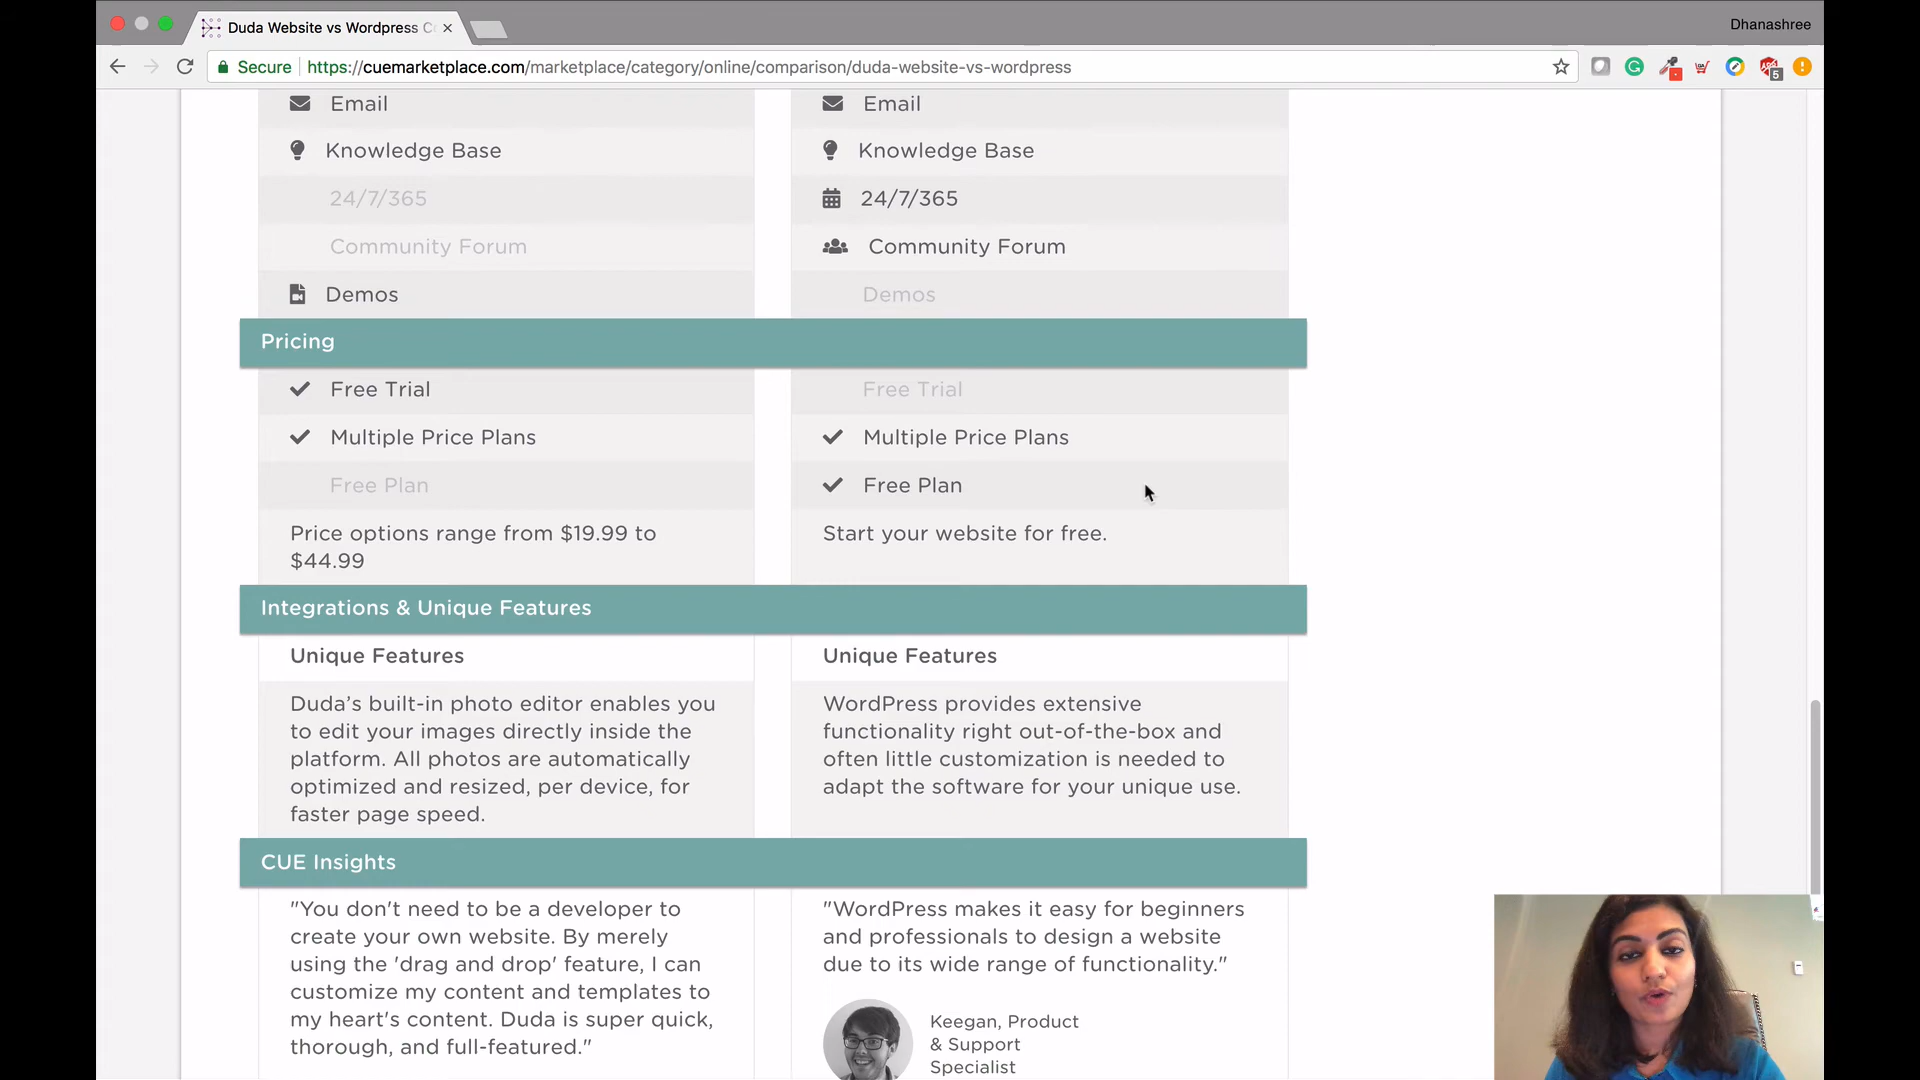 Duda Website vs Wordpress C
Dhanashree
Secure https://cuemarketplace.com/marketplace/category/online/comparison/duda-website-vs-wordpress
5
Email
Knowledge Base
24/7/365
Community Forum
Demos
Email
Knowledge Base
24/7/365
Community Forum
Demos
Pricing
Free Trial
Multiple Price Plans
Free Plan
Price options range from $19.99 to
$44.99
Free Trial
Multiple Price Plans
Free Plan
Start your website for free.
Integrations & Unique Features
Unique Features
Duda’s built-in photo editor enables you
to edit your images directly inside the
platform. All photos are automatically
optimized and resized, per device, for
faster page speed.
Unique Features
WordPress provides extensive
functionality right out-of-the-box and
often little customization is needed to
adapt the software for your unique use.
CUE Insights
"You don't need to be a developer to
create your own website. By merely
using the 'drag and drop' feature, I can
customize my content and templates to
my heart's content. Duda is super quick,
thorough, and full-featured."
"WordPress makes it easy for beginners
and professionals to design a website
due to its wide range of functionality."
Keegan, Product
& Support
Specialist